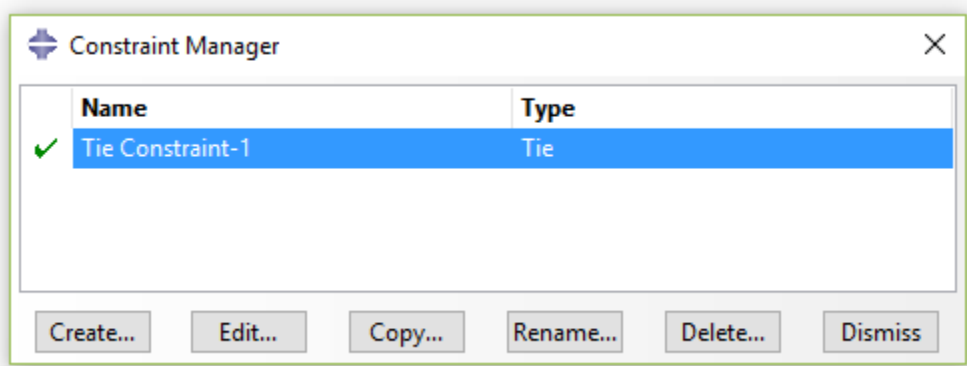 Constraint Manager
Name Type
Tie Constraint-1 Tie
Create... Edit... Copy... Rename... Delete... Dismiss